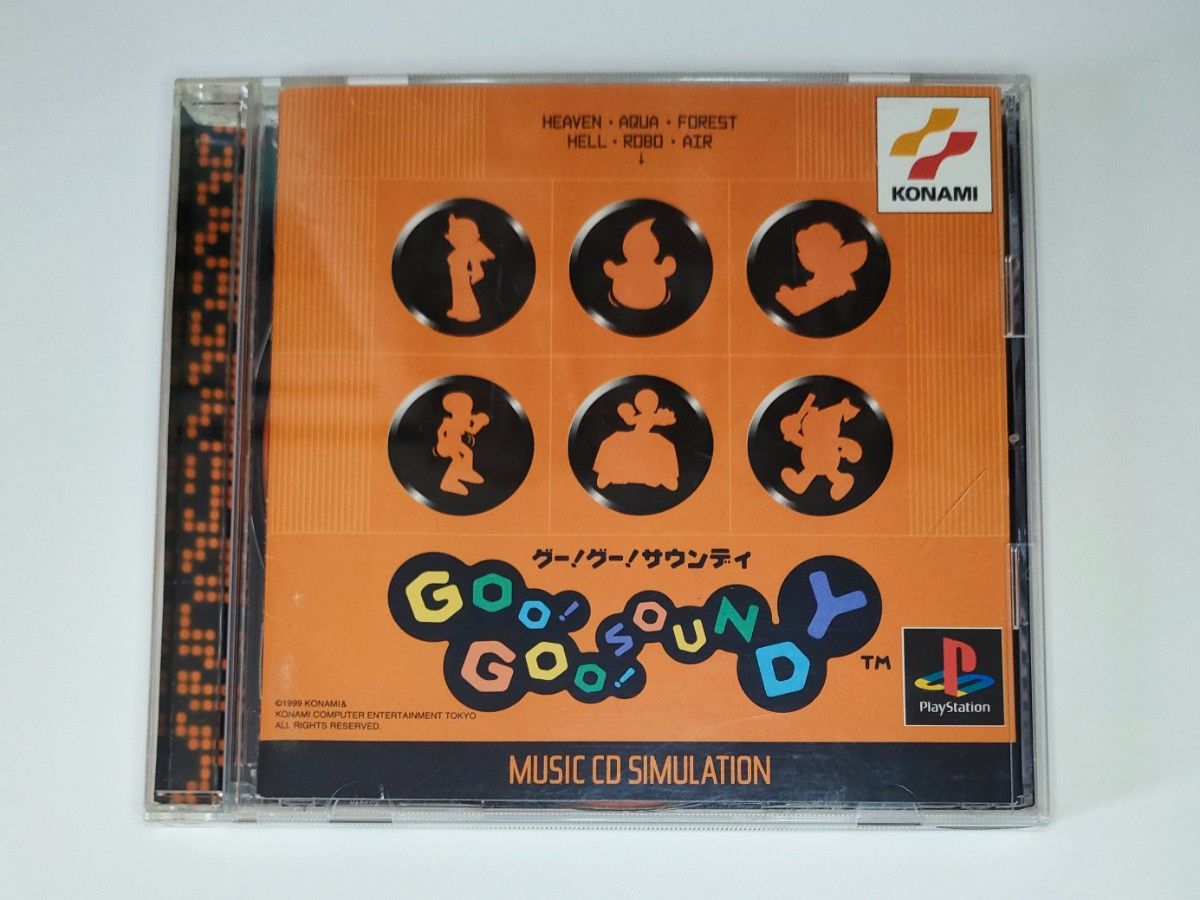 HEAVEN・AQUA・FOREST
HELL・ROBO・AIR
↓
KONAMI
グー!グー!サウンディ
GOO!
GOO! SOUNDY
TM
PlayStation
©1999 KONAMI&
KONAMI COMPUTER ENTERTAINMENT TOKYO
ALL RIGHTS RESERVED.
MUSIC CD SIMULATION